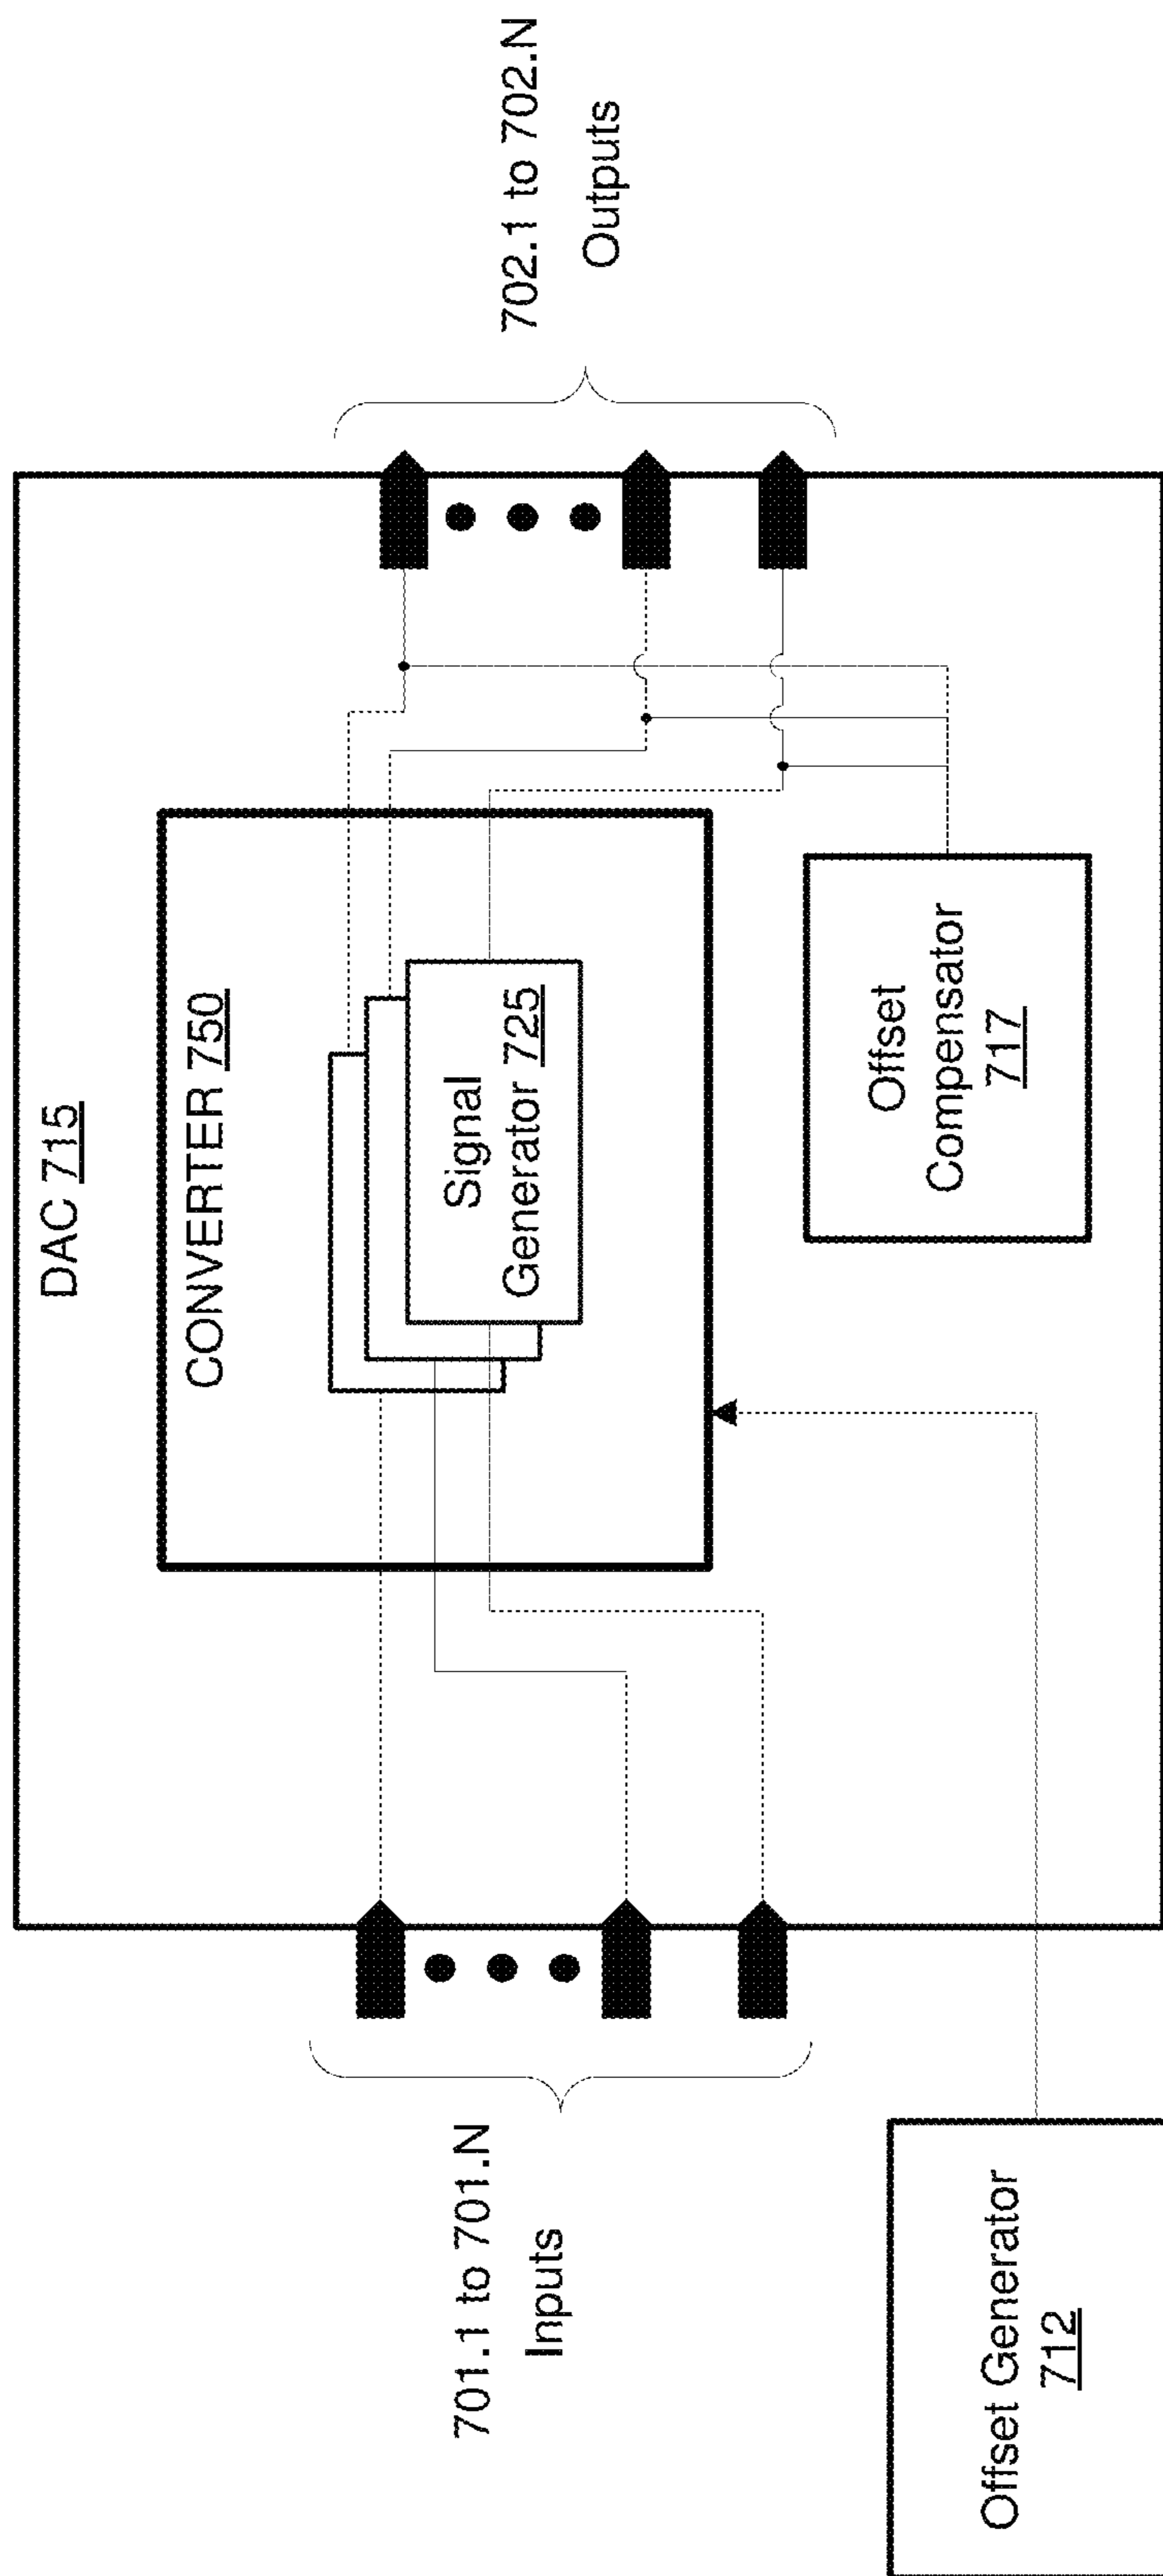 DAC 715
CONVERTER 750
Signal
Generator 725
Offset
Compensator
717
701.1 to 701.N
Inputs
702.1 to 702.N
Outputs
Offset Generator
712